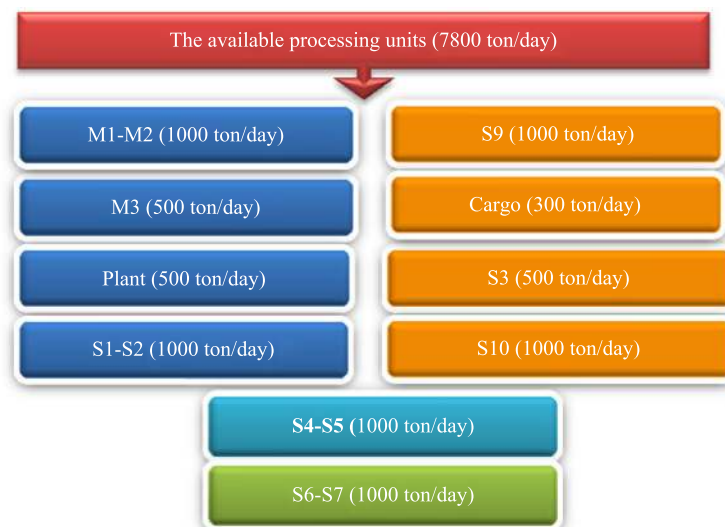 The available processing units (7800 ton/day)
M1-M2 (1000 ton/day)
M3 (500 ton/day)
Plant (500 ton/day)
S1-S2 (1000 ton/day)
S9 (1000 ton/day)
Cargo (300 ton/day)
S3 (500 ton/day)
S10 (1000 ton/day)
S4-S5 (1000 ton/day)
S6-S7 (1000 ton/day)